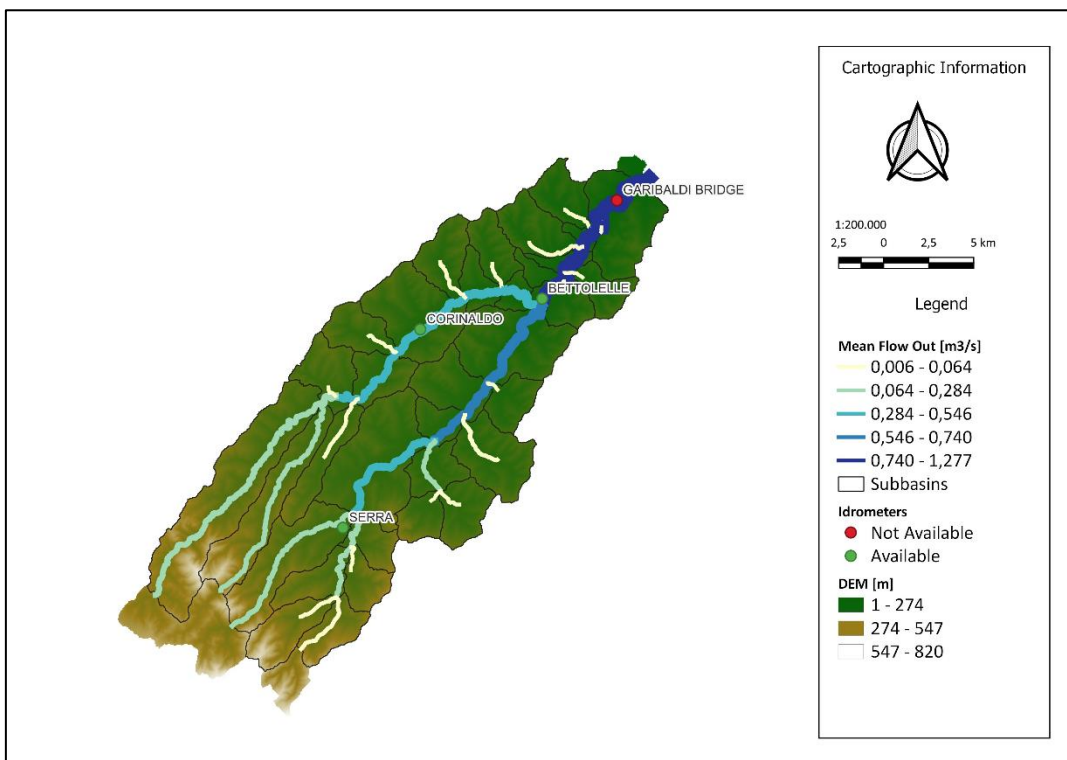 Cartographic Information
1:200.000
2,5 0 2,5 5 km
Legend
Mean Flow Out [m3/s]
0,006 - 0,064
0,064 - 0,284
0,284 - 0,546
0,546 - 0,740
0,740 - 1,277
Subbasins
Idrometers
Not Available
Available
DEM [m]
1 - 274
274 - 547
547 - 820
GARIBALDI BRIDGE
BETTOLELLE
CORINALDO
SERRA